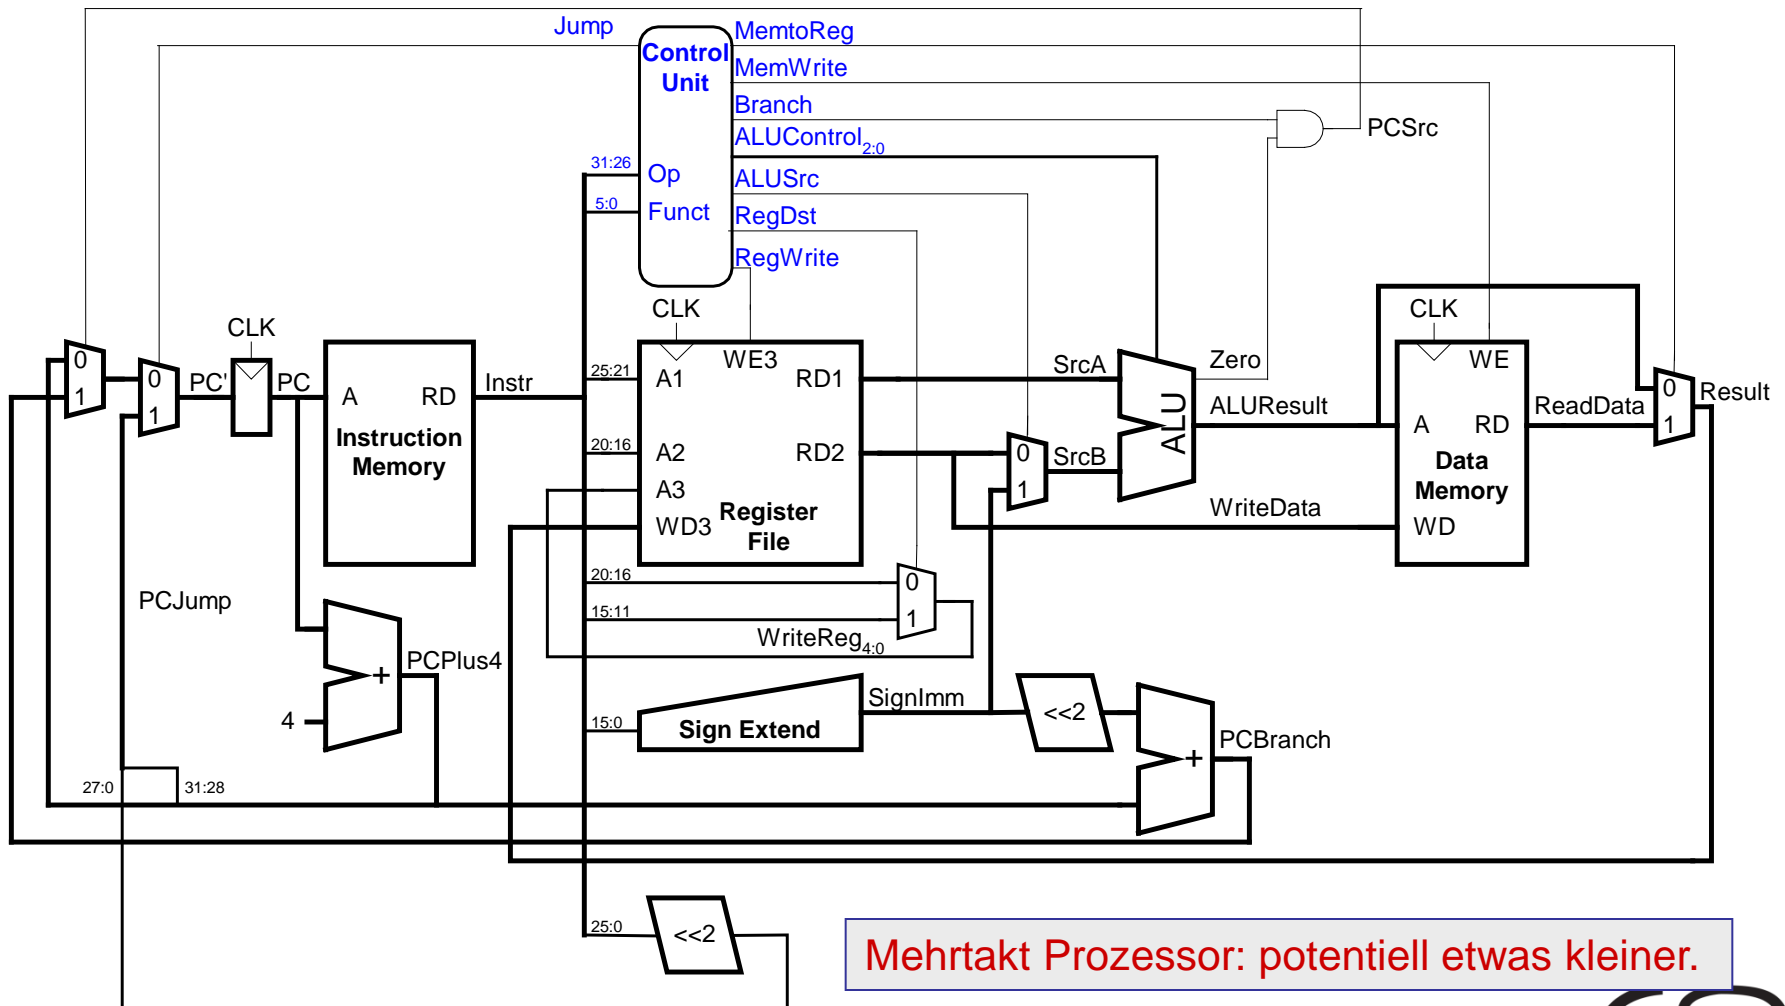 Jump
MemtoReg
Control
Unit
MemWrite
Branch
ALUControl2:0
PCSrc
31:26
Op
ALUSrc
5:0
Funct
RegDst
RegWrite
CLK
CLK
CLK
0
1
0
1
PC'
PC
A
RD
Instruction
Memory
Instr
25:21
A1
WE3
RD1
SrcA
Zero
WE
0
1
Result
ALU
ALUResult
A
RD
ReadData
Data
Memory
20:16
A2
RD2
0
1
SrcB
A3
WD3
Register
File
WriteData
WD
20:16
0
15:11
1
WriteReg4:0
PCJump
PCPlus4
+
4
15:0
Sign Extend
SignImm
<<2
+
PCBranch
27:0
31:28
25:0
<<2
Mehrtakt Prozessor: potentiell etwas kleiner.